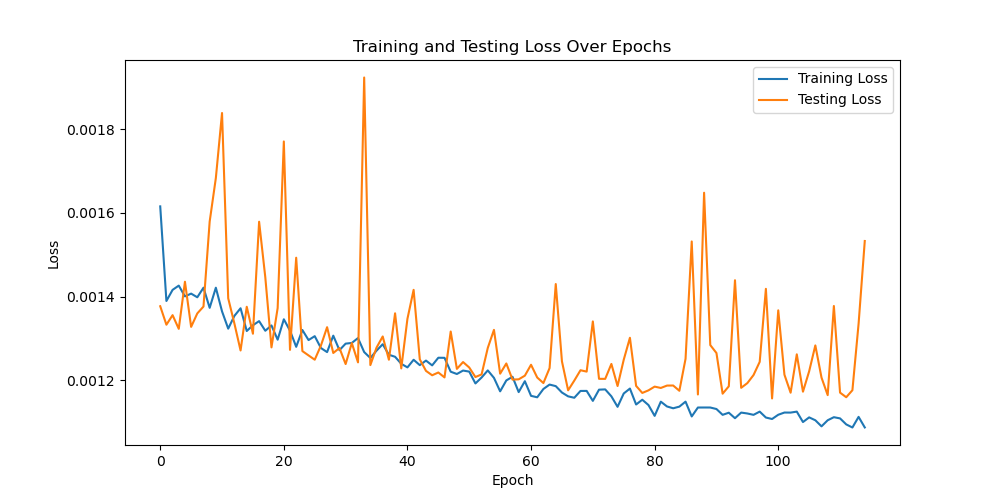 Training and Testing Loss Over Epochs
Training Loss
Testing Loss
0.0018
0.0016
0.0014
0.0012
Loss
0
20
40
60
80
100
Epoch